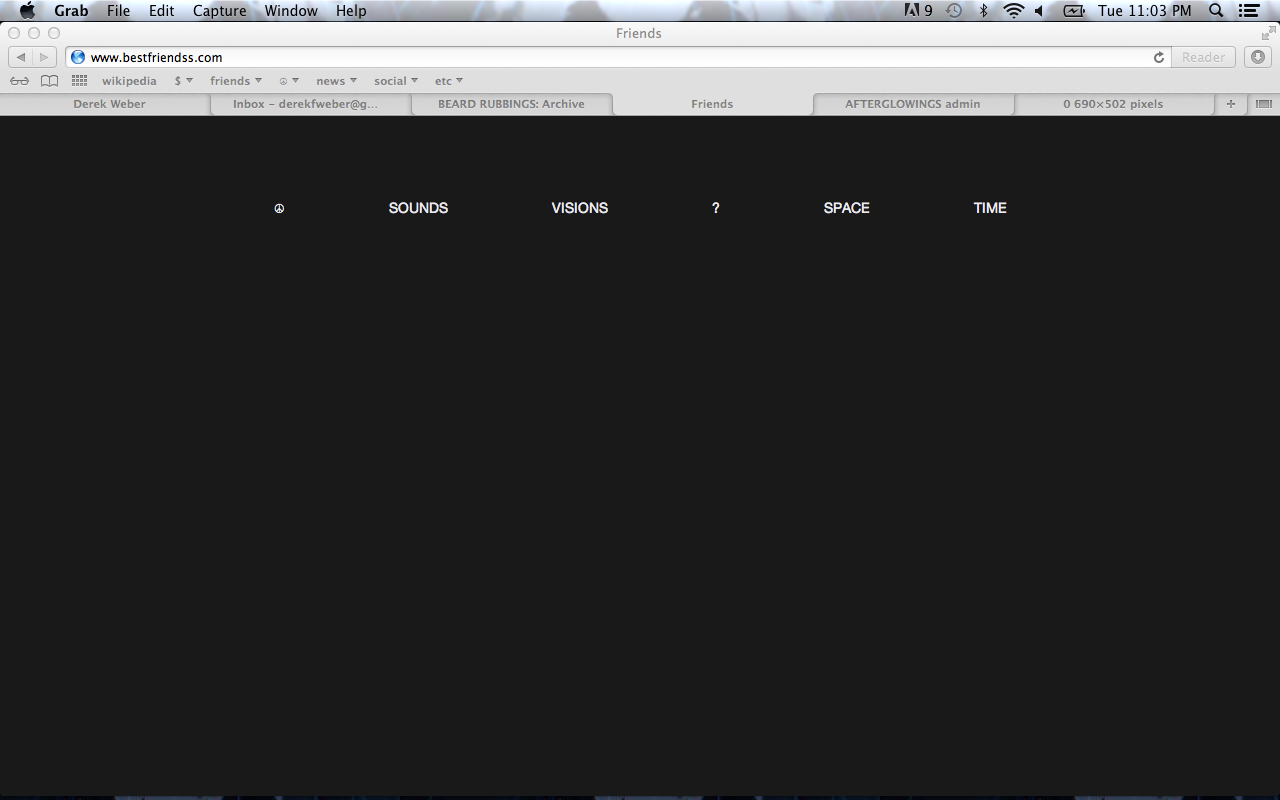 Grab File Edit Capture Window Help 9 Tue 11:03 PM
Friends
www.bestfriendss.com Reader
wikipedia $ friends ☮ news social etc
Derek Weber Inbox – derekfweber@g... BEARD RUBBINGS: Archive Friends AFTERGLOWINGS admin 0 690×502 pixels +
☮ SOUNDS VISIONS ? SPACE TIME